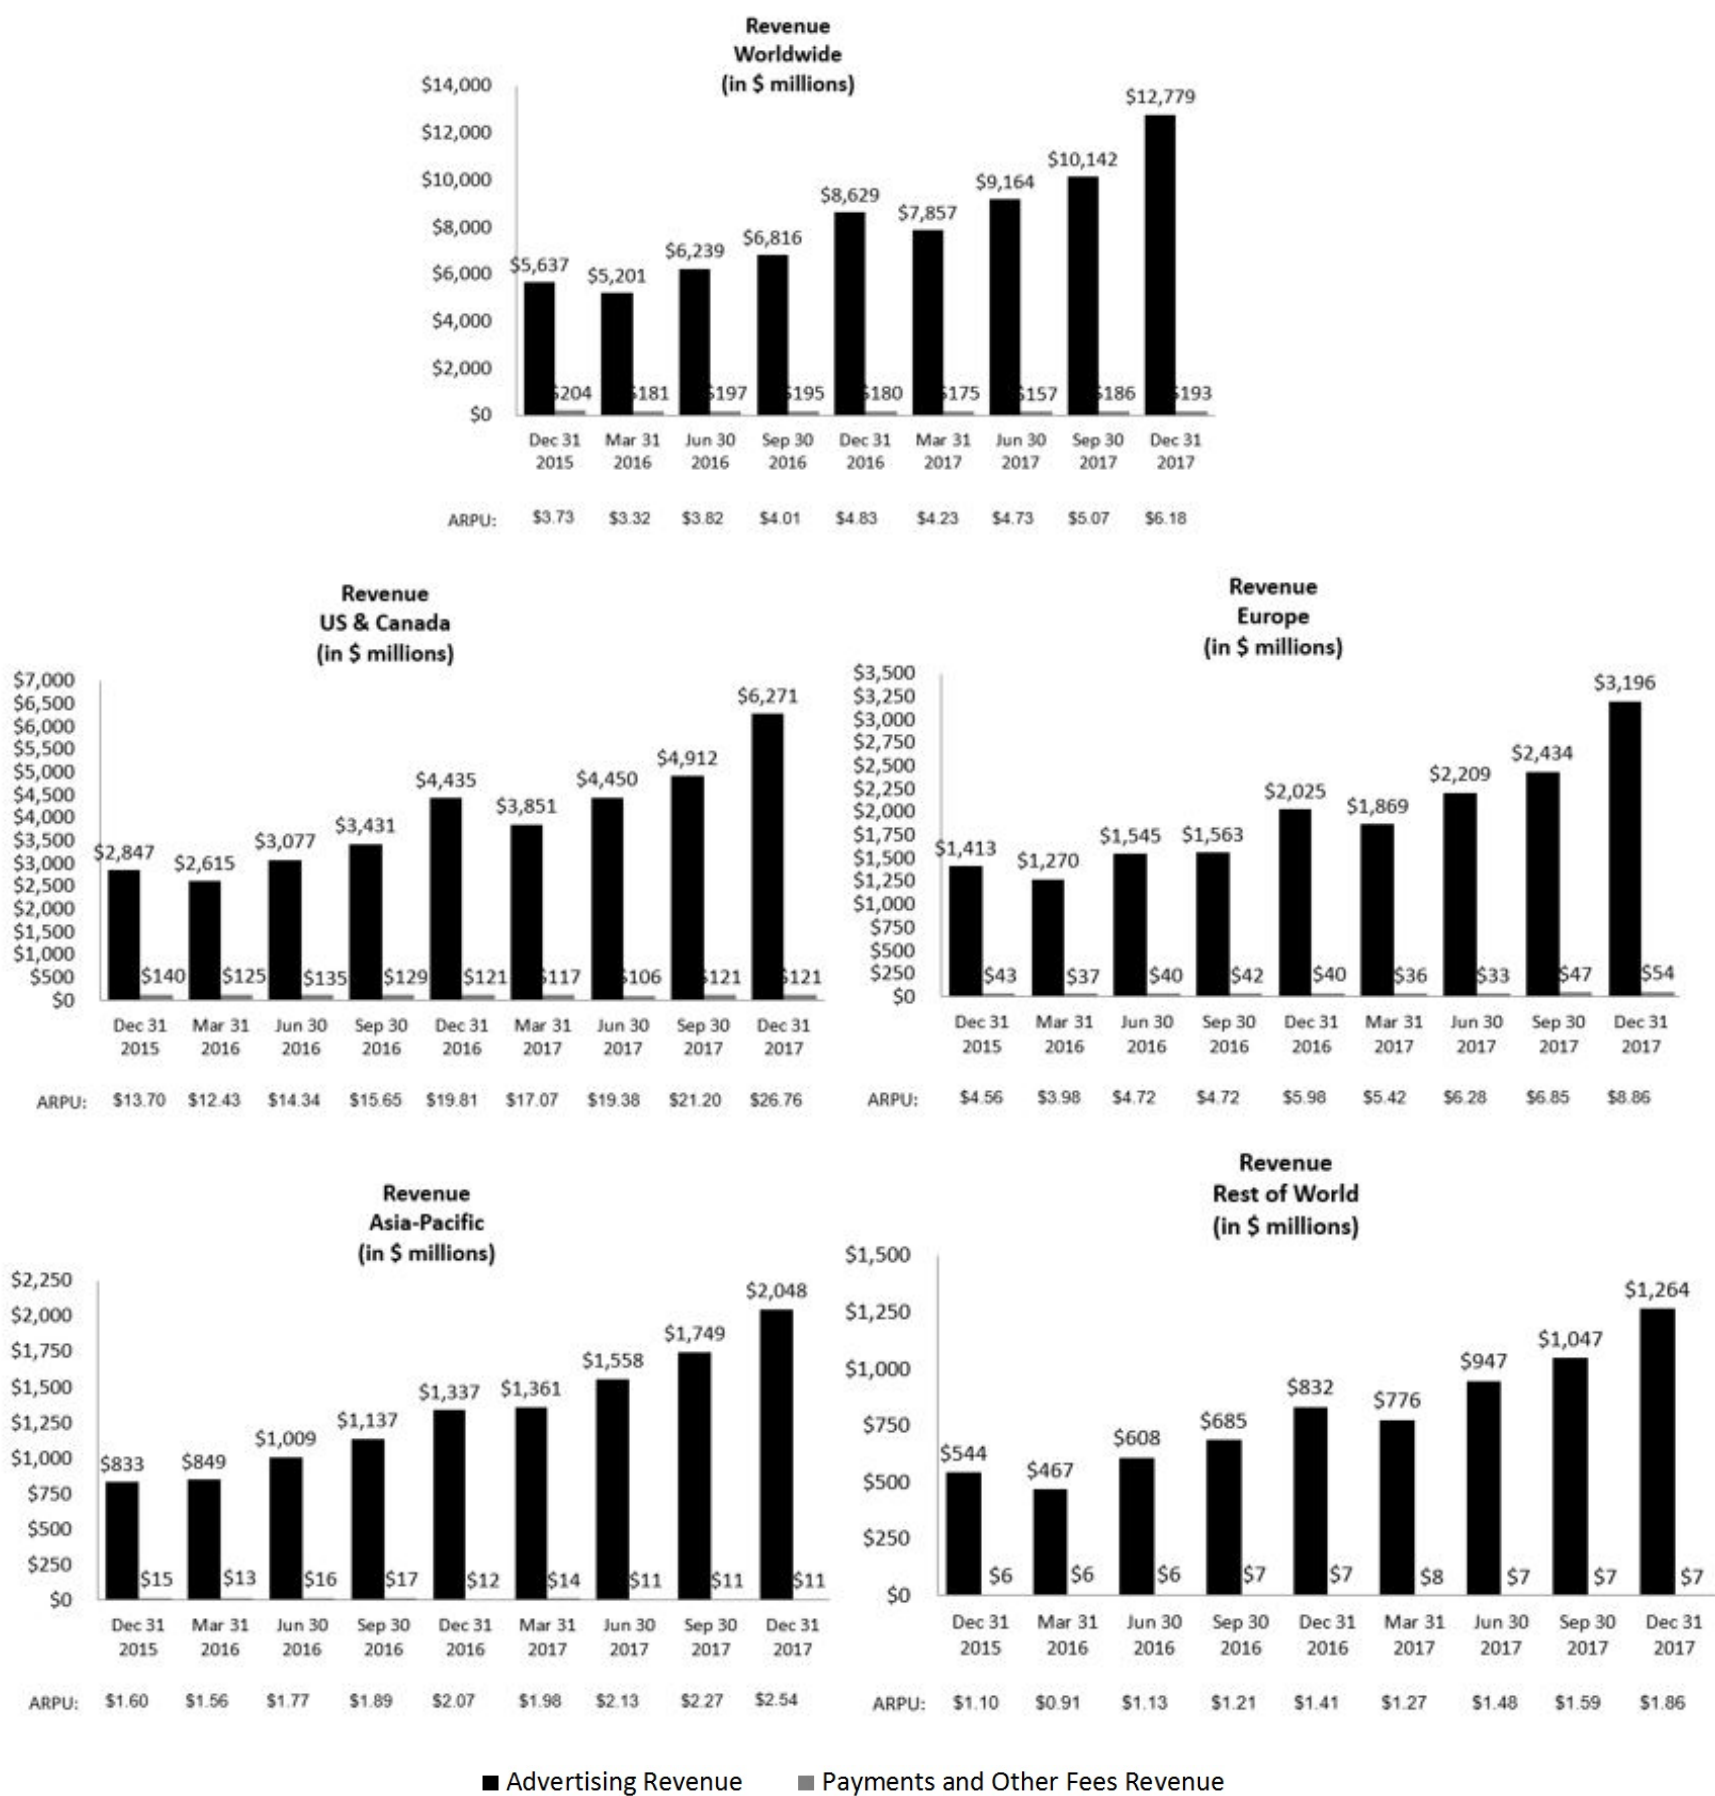 Revenue
Worldwide
(in $ millions)
$14,000
$12,000
$10,000
$8,000
$6,000
$4,000
$2,000
$0
$5,637 $5,201 $6,239 $6,816 $8,629 $7,857 $9,164 $10,142 $12,779
$204 $181 $197 $195 $180 $175 $157 $186 $193
Dec 31 Mar 31 Jun 30 Sep 30 Dec 31 Mar 31 Jun 30 Sep 30 Dec 31
2015 2016 2016 2016 2016 2017 2017 2017 2017
ARPU: $3.73 $3.32 $3.82 $4.01 $4.83 $4.23 $4.73 $5.07 $6.18
Revenue
US & Canada
(in $ millions)
$7,000
$6,500
$6,000
$5,500
$5,000
$4,500
$4,000
$3,500
$3,000
$2,500
$2,000
$1,500
$1,000
$500
$0
$2,847 $2,615 $3,077 $3,431 $4,435 $3,851 $4,450 $4,912 $6,271
$140 $125 $135 $129 $121 $117 $106 $121 $121
Dec 31 Mar 31 Jun 30 Sep 30 Dec 31 Mar 31 Jun 30 Sep 30 Dec 31
2015 2016 2016 2016 2016 2017 2017 2017 2017
ARPU: $13.70 $12.43 $14.34 $15.65 $19.81 $17.07 $19.38 $21.20 $26.76
Revenue
Europe
(in $ millions)
$3,500
$3,250
$3,000
$2,750
$2,500
$2,250
$2,000
$1,750
$1,500
$1,250
$1,000
$750
$500
$250
$0
$1,413 $1,270 $1,545 $1,563 $2,025 $1,869 $2,209 $2,434 $3,196
$43 $37 $40 $42 $40 $36 $33 $47 $54
Dec 31 Mar 31 Jun 30 Sep 30 Dec 31 Mar 31 Jun 30 Sep 30 Dec 31
2015 2016 2016 2016 2016 2017 2017 2017 2017
ARPU: $4.56 $3.98 $4.72 $4.72 $5.98 $5.42 $6.28 $6.85 $8.86
Revenue
Asia-Pacific
(in $ millions)
$2,250
$2,000
$1,750
$1,500
$1,250
$1,000
$750
$500
$250
$0
$833 $849 $1,009 $1,137 $1,337 $1,361 $1,558 $1,749 $2,048
$15 $13 $16 $17 $12 $14 $11 $11 $11
Dec 31 Mar 31 Jun 30 Sep 30 Dec 31 Mar 31 Jun 30 Sep 30 Dec 31
2015 2016 2016 2016 2016 2017 2017 2017 2017
ARPU: $1.60 $1.56 $1.77 $1.89 $2.07 $1.98 $2.13 $2.27 $2.54
Revenue
Rest of World
(in $ millions)
$1,500
$1,250
$1,000
$750
$500
$250
$0
$544 $467 $608 $685 $832 $776 $947 $1,047 $1,264
$6 $6 $6 $7 $7 $8 $7 $7 $7
Dec 31 Mar 31 Jun 30 Sep 30 Dec 31 Mar 31 Jun 30 Sep 30 Dec 31
2015 2016 2016 2016 2016 2017 2017 2017 2017
ARPU: $1.10 $0.91 $1.13 $1.21 $1.41 $1.27 $1.48 $1.59 $1.86
Advertising Revenue Payments and Other Fees Revenue